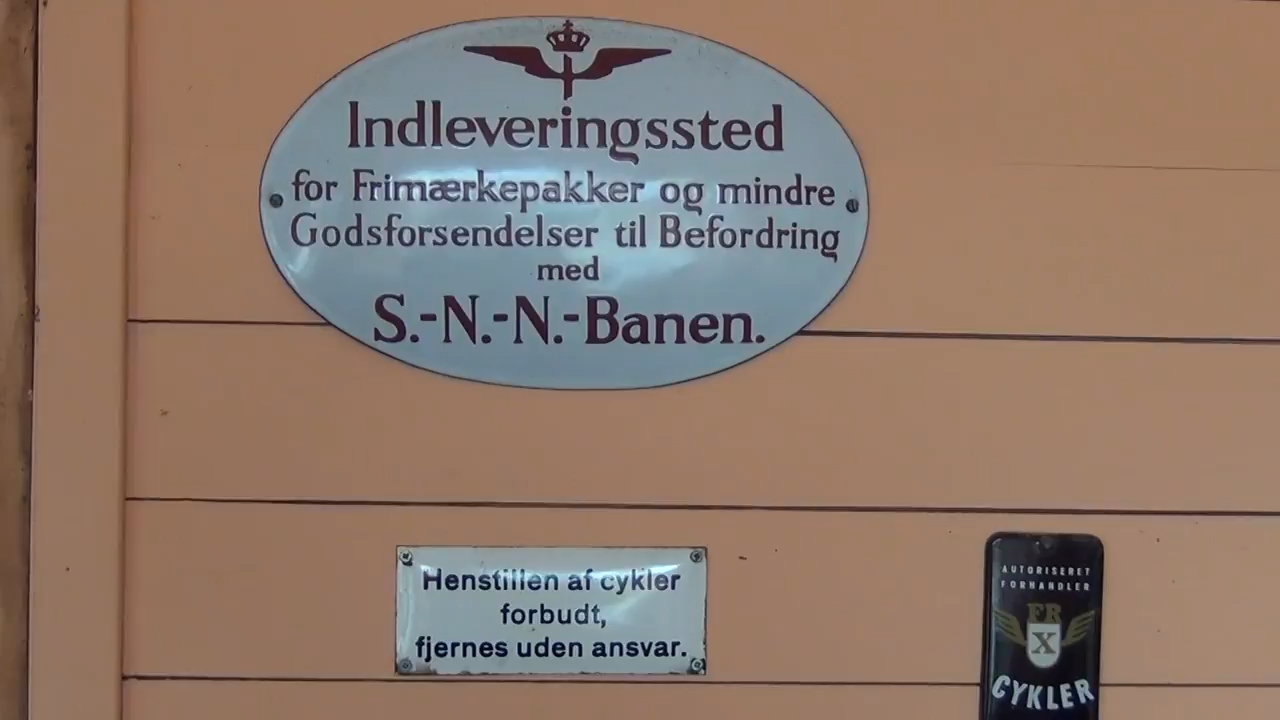 Indleveringssted
for Frimærkepakker og mindre
Godsforsendelser til Befordring
med
S.-N.-N.-Banen.
Henstillen af cykler
forbudt,
fjernes uden ansvar.
AUTORISERET
FORHANDLER
FR
X
CYKLER